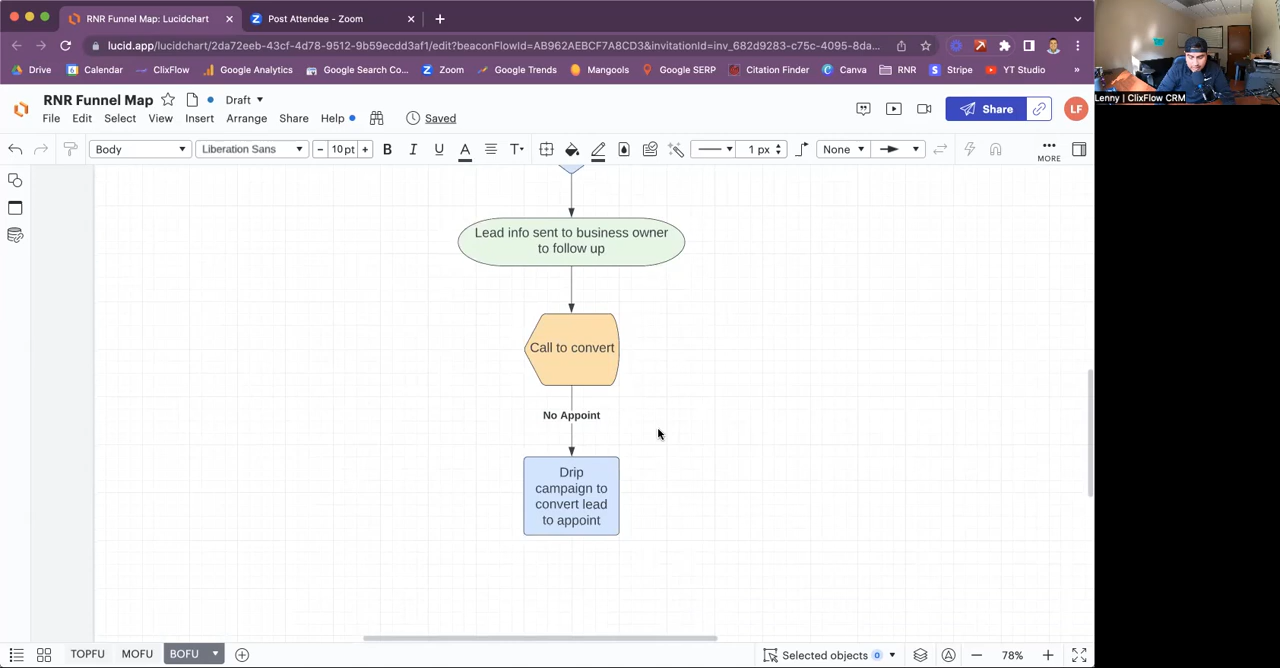 RNR Funnel Map: Lucidchart
Post Attendee - Zoom
lucid.app/lucidchart/2da72eeb-43cf-4d78-9512-9b59ecdd3af1/edit?beaconFlowId=AB962AEBCF7A8CD3&invitationId=inv_682d9283-c75c-4095-8da...
Drive
Calendar
ClixFlow
Google Analytics
Google Search Co...
Zoom
Google Trends
Mangools
Google SERP
Citation Finder
Canva
RNR
Stripe
YT Studio
»
Lenny | ClixFlow CRM
RNR Funnel Map
Draft
File Edit Select View Insert Arrange Share Help
Saved
Share
LF
Body
Liberation Sans
− 10 pt +
B I U A T
1 px
None
MORE
Lead info sent to business owner
to follow up
Call to convert
No Appoint
Drip
campaign to
convert lead
to appoint
TOPFU
MOFU
BOFU
Selected objects 0
78%